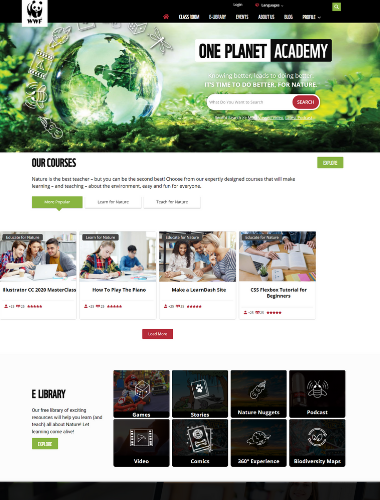 WWF
Login
Languages
CLASS ROOM
E-LIBRARY
EVENTS
ABOUT US
BLOG
PROFILE
ONE PLANET ACADEMY
Knowing better, leads to doing better.
IT'S TIME TO DO BETTER. FOR NATURE.
What Do You Want to Search
SEARCH
OUR COURSES
EXPLORE
Nature is the best teacher – but you can be the second best! Choose from our expertly designed courses that will make
learning – and teaching – about the environment, easy and fun for everyone.
Most Popular
Learn for Nature
Teach for Nature
Educate for Nature
Learn for Nature
Educate for Nature
Educate for Nature
Illustrator CC 2020 MasterClass
How To Play The Piano
Make a LearnDash Site
CSS Flexbox Tutorial for
Beginners
Load More
E LIBRARY
Our free library of exciting
resources will help you learn (and
teach) all about Nature! Let
learning come alive!
EXPLORE
Games
Stories
Nature Nuggets
Podcast
Video
Comics
360° Experience
Biodiversity Maps